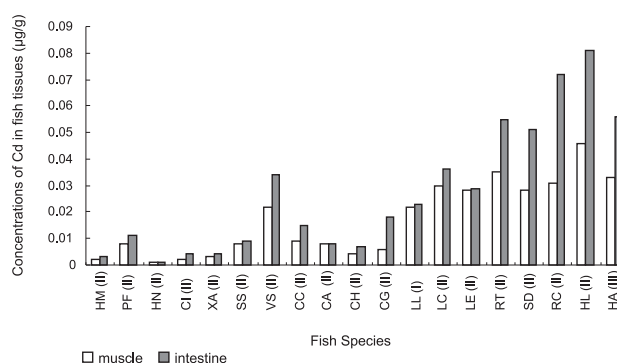 Concentrations of Cd in fish tissues (µg/g)
0.09
0.08
0.07
0.06
0.05
0.04
0.03
0.02
0.01
0
HM (II)
PF (II)
HN (II)
CI (II)
XA (II)
SS (II)
VS (II)
CC (II)
CA (II)
CH (II)
CG (II)
LL (I)
LC (II)
LE (II)
RT (II)
SD (II)
RC (II)
HL (II)
HA (III)
Fish Species
muscle intestine